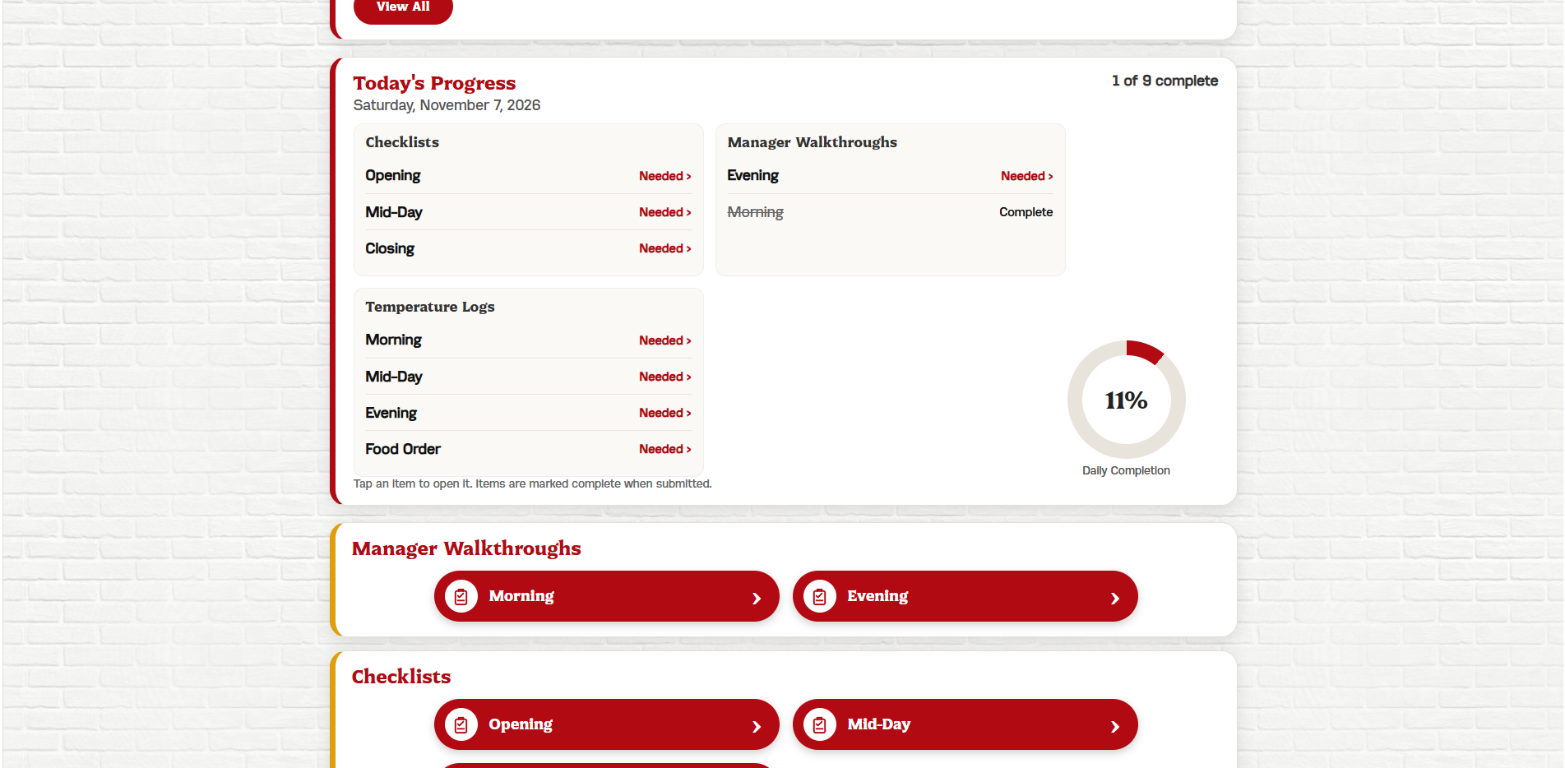 View All
Today's Progress
1 of 9 complete
Saturday, November 7, 2026
Checklists
Opening Needed ›
Mid-Day Needed ›
Closing Needed ›
Manager Walkthroughs
Evening Needed ›
Morning Complete
Temperature Logs
Morning Needed ›
Mid-Day Needed ›
Evening Needed ›
Food Order Needed ›
11%
Daily Completion
Tap an item to open it. Items are marked complete when submitted.
Manager Walkthroughs
Morning ›
Evening ›
Checklists
Opening ›
Mid-Day ›